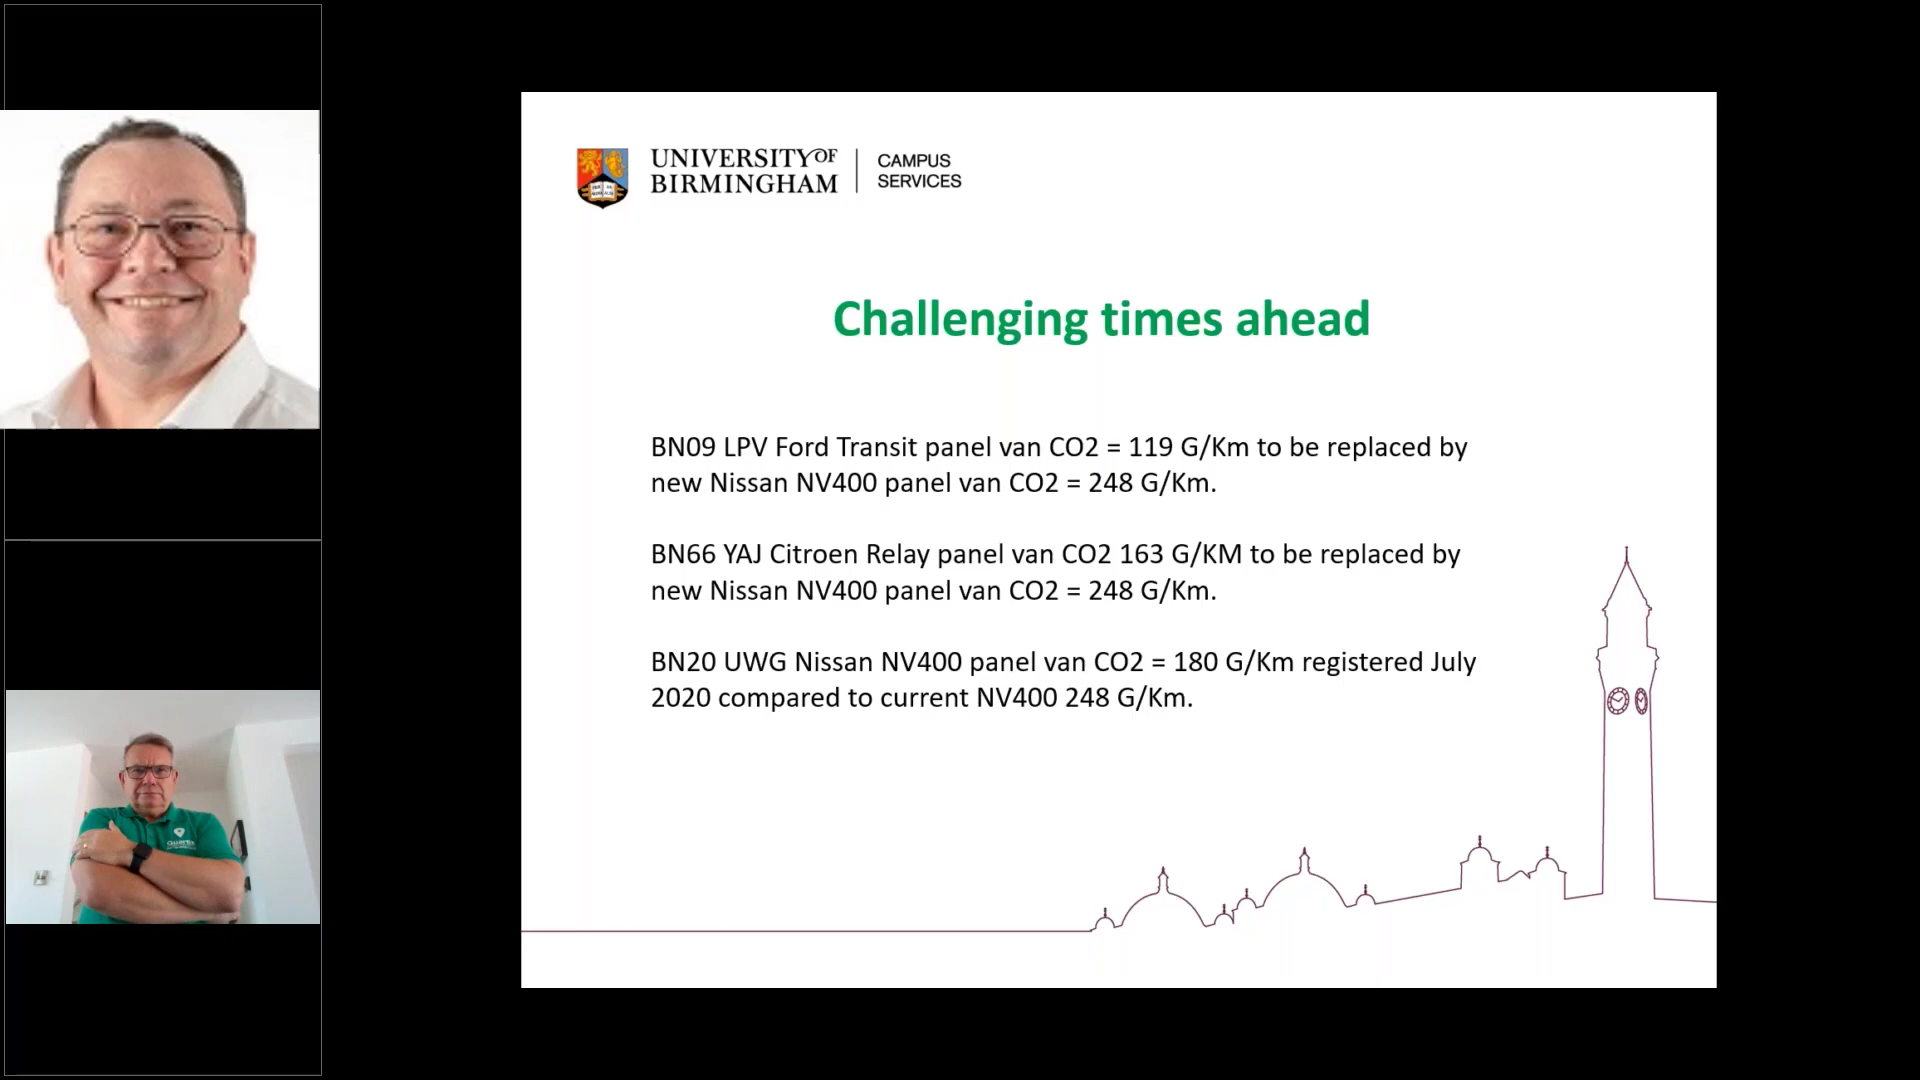 UNIVERSITY OF
BIRMINGHAM
CAMPUS
SERVICES
Challenging times ahead
BN09 LPV Ford Transit panel van CO2 = 119 G/Km to be replaced by
new Nissan NV400 panel van CO2 = 248 G/Km.
BN66 YAJ Citroen Relay panel van CO2 163 G/KM to be replaced by
new Nissan NV400 panel van CO2 = 248 G/Km.
BN20 UWG Nissan NV400 panel van CO2 = 180 G/Km registered July
2020 compared to current NV400 248 G/Km.